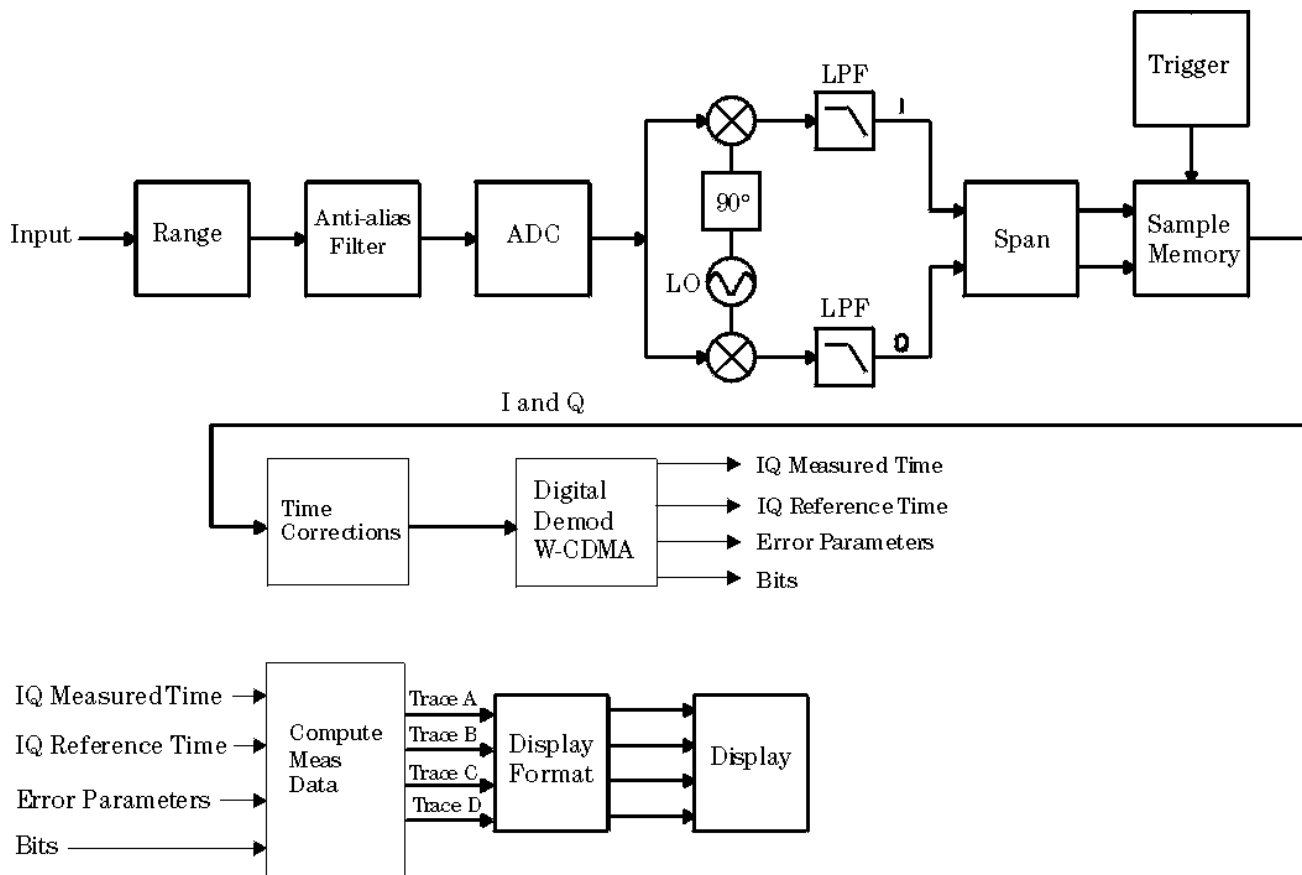 Trigger
LPF
I
Input
Range
Anti-alias
Filter
ADC
90°
LO
Span
Sample
Memory
LPF
Q
I and Q
Time
Corrections
Digital
Demod
W-CDMA
IQ Measured Time
IQ Reference Time
Error Parameters
Bits
IQ Measured Time
IQ Reference Time
Error Parameters
Bits
Compute
Meas
Data
Trace A
Trace B
Trace C
Trace D
Display
Format
Display